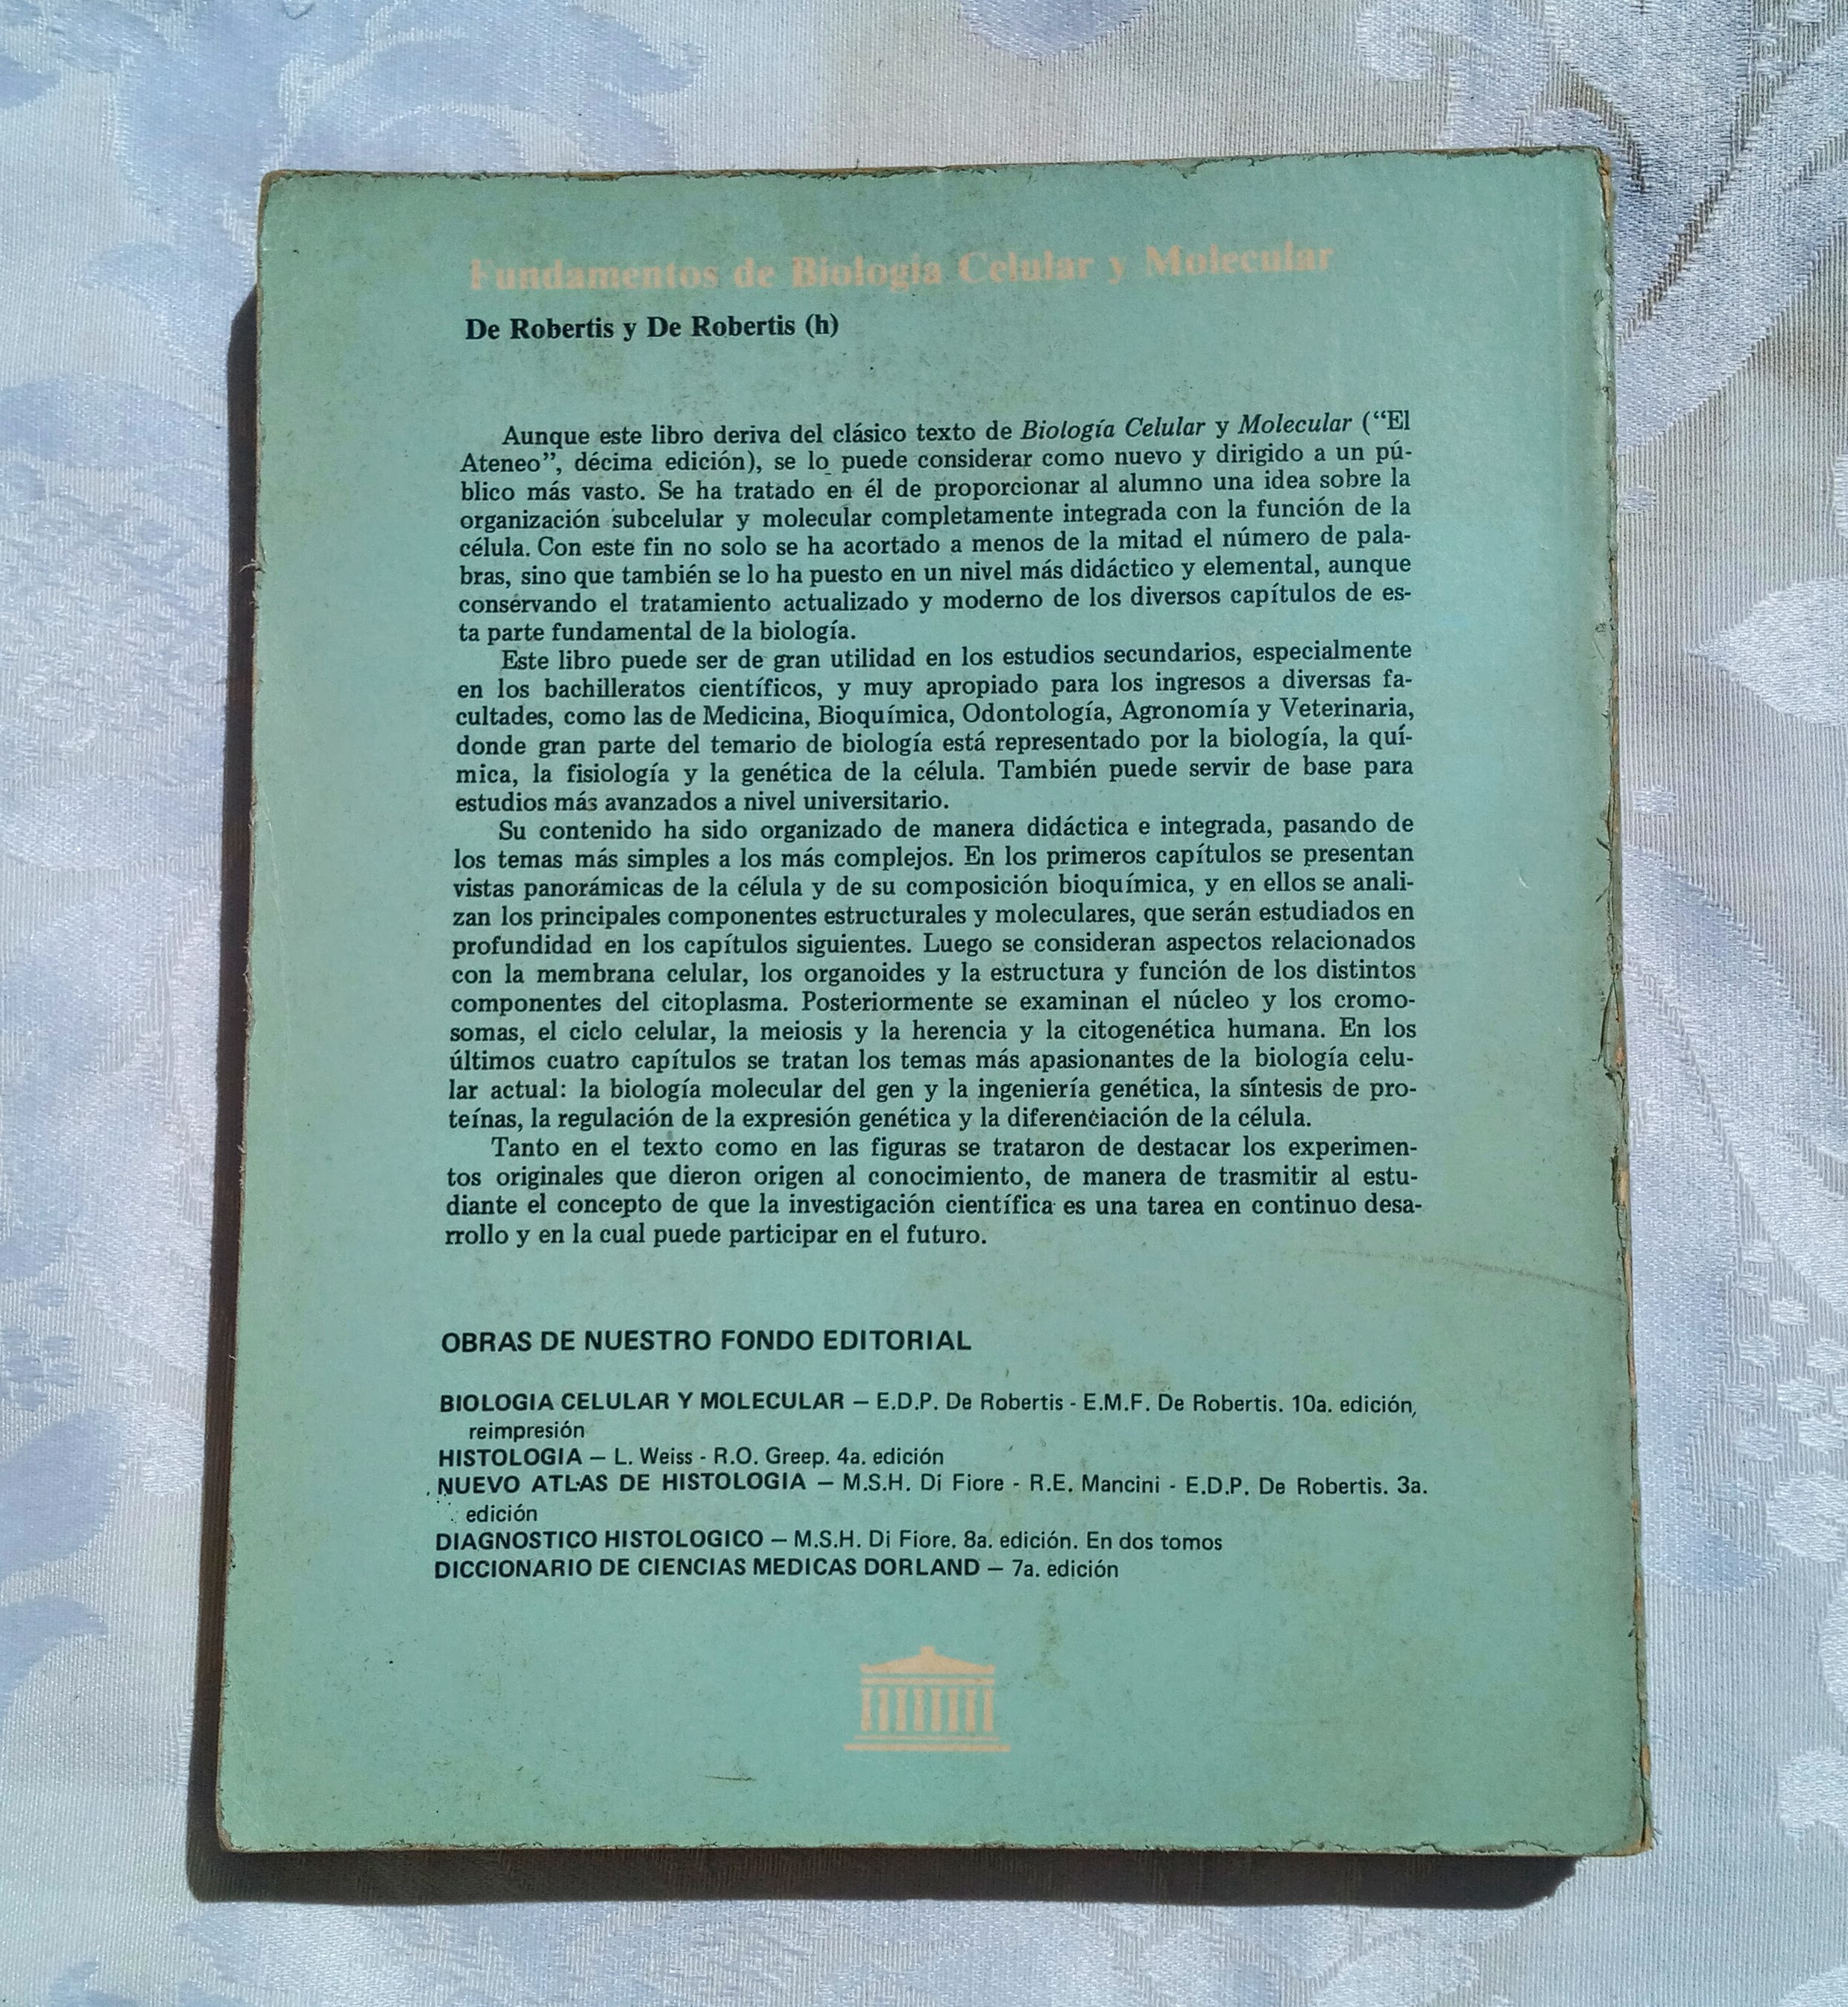 Fundamentos de Biología Celular y Molecular
De Robertis y De Robertis (h)
Aunque este libro deriva del clásico texto de Biología Celular y Molecular (“El
Ateneo”, décima edición), se lo puede considerar como nuevo y dirigido a un pú-
blico más vasto. Se ha tratado en él de proporcionar al alumno una idea sobre la
organización subcelular y molecular completamente integrada con la función de la
célula. Con este fin no solo se ha acortado a menos de la mitad el número de pala-
bras, sino que también se lo ha puesto en un nivel más didáctico y elemental, aunque
conservando el tratamiento actualizado y moderno de los diversos capítulos de es-
ta parte fundamental de la biología.
Este libro puede ser de gran utilidad en los estudios secundarios, especialmente
en los bachilleratos científicos, y muy apropiado para los ingresos a diversas fa-
cultades, como las de Medicina, Bioquímica, Odontología, Agronomía y Veterinaria,
donde gran parte del temario de biología está representado por la biología, la quí-
mica, la fisiología y la genética de la célula. También puede servir de base para
estudios más avanzados a nivel universitario.
Su contenido ha sido organizado de manera didáctica e integrada, pasando de
los temas más simples a los más complejos. En los primeros capítulos se presentan
vistas panorámicas de la célula y de su composición bioquímica, y en ellos se anali-
zan los principales componentes estructurales y moleculares, que serán estudiados en
profundidad en los capítulos siguientes. Luego se consideran aspectos relacionados
con la membrana celular, los organoides y la estructura y función de los distintos
componentes del citoplasma. Posteriormente se examinan el núcleo y los cromo-
somas, el ciclo celular, la meiosis y la herencia y la citogenética humana. En los
últimos cuatro capítulos se tratan los temas más apasionantes de la biología celu-
lar actual: la biología molecular del gen y la ingeniería genética, la síntesis de pro-
teínas, la regulación de la expresión genética y la diferenciación de la célula.
Tanto en el texto como en las figuras se trataron de destacar los experimen-
tos originales que dieron origen al conocimiento, de manera de trasmitir al estu-
diante el concepto de que la investigación científica es una tarea en continuo desa-
rrollo y en la cual puede participar en el futuro.
OBRAS DE NUESTRO FONDO EDITORIAL
BIOLOGIA CELULAR Y MOLECULAR — E.D.P. De Robertis - E.M.F. De Robertis. 10a. edición,
reimpresión
HISTOLOGIA — L. Weiss - R.O. Greep. 4a. edición
NUEVO ATLAS DE HISTOLOGIA — M.S.H. Di Fiore - R.E. Mancini - E.D.P. De Robertis. 3a.
edición
DIAGNOSTICO HISTOLOGICO — M.S.H. Di Fiore. 8a. edición. En dos tomos
DICCIONARIO DE CIENCIAS MEDICAS DORLAND — 7a. edición